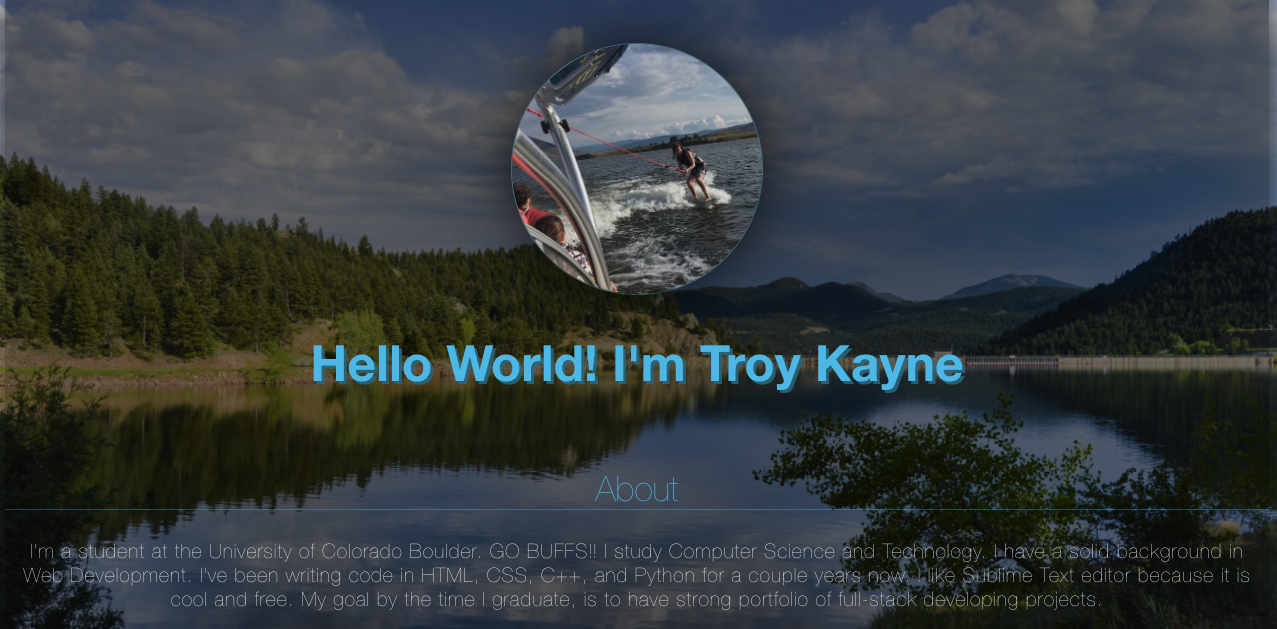 Hello World! I'm Troy Kayne
About
I'm a student at the University of Colorado Boulder. GO BUFFS!! I study Computer Science and Technology. I have a solid background in
Web Development. I've been writing code in HTML, CSS, C++, and Python for a couple years now. I like Sublime Text editor because it is
cool and free. My goal by the time I graduate, is to have strong portfolio of full-stack developing projects.